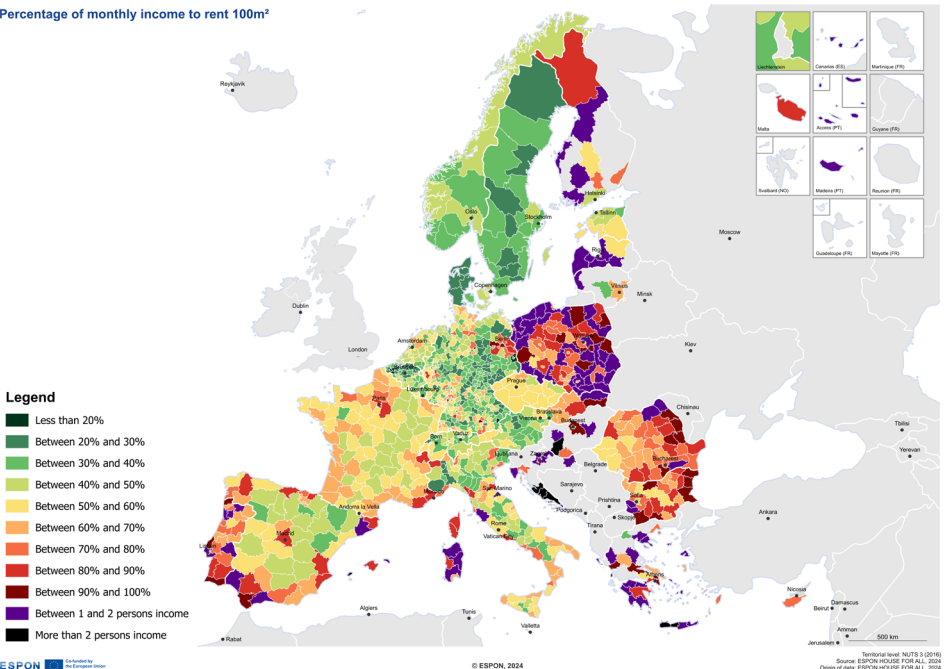 Percentage of monthly income to rent 100m²
Reykjavik
Liechtenstein
Canarias (ES)
Martinique (FR)
Malta
Azores (PT)
Guyane (FR)
Svalbard (NO)
Madeira (PT)
Reunion (FR)
Guadeloupe (FR)
Mayotte (FR)
Oslo
Stockholm
Helsinki
Tallinn
Riga
Moscow
Vilnius
Minsk
Copenhagen
Dublin
London
Amsterdam
Berlin
Kiev
Luxembourg
Prague
Paris
Vienna
Bratislava
Budapest
Chisinau
Bern
Vaduz
Ljubljana
Zagreb
Belgrade
Bucharest
Tbilisi
Yerevan
Monaco
San Marino
Sarajevo
Prishtina
Sofia
Podgorica
Skopje
Andorra la Vella
Rome
Vatican City
Tirana
Ankara
Madrid
Lisbon
Athens
Nicosia
Beirut
Damascus
Algiers
Tunis
Valletta
Rabat
Amman
Jerusalem
500 km
Legend
Less than 20%
Between 20% and 30%
Between 30% and 40%
Between 40% and 50%
Between 50% and 60%
Between 60% and 70%
Between 70% and 80%
Between 80% and 90%
Between 90% and 100%
Between 1 and 2 persons income
More than 2 persons income
ESPON
Co-funded by
the European Union
© ESPON, 2024
Territorial level: NUTS 3 (2016)
Source: ESPON HOUSE FOR ALL, 2024
Origin of data: ESPON HOUSE FOR ALL, 2024